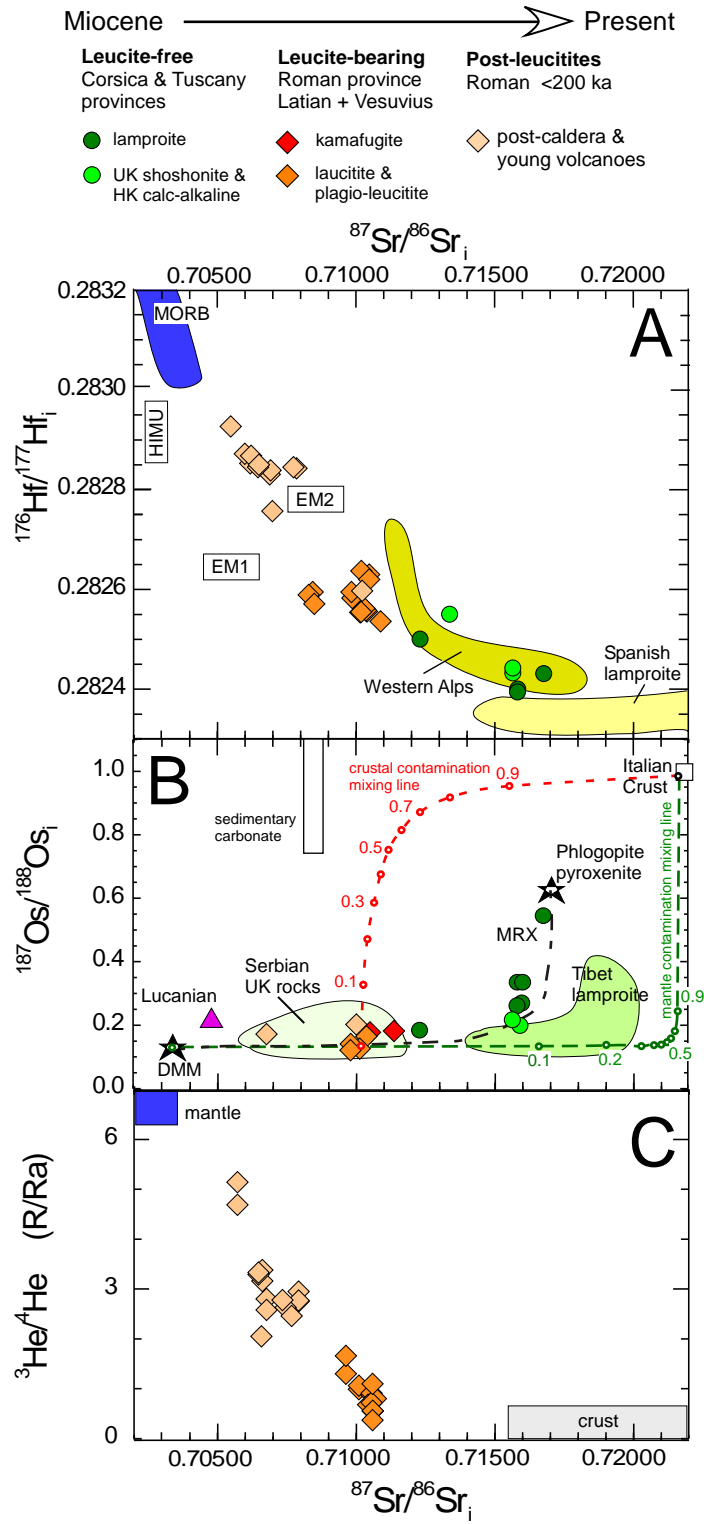 Miocene Present
Leucite-free
Corsica & Tuscany
provinces
lamproite
UK shoshonite &
HK calc-alkaline
Leucite-bearing
Roman province
Latian + Vesuvius
kamafugite
laucitite &
plagio-leucitite
Post-leucitites
Roman <200 ka
post-caldera &
young volcanoes
87Sr/86Sri
0.70500 0.71000 0.71500 0.72000
A
176Hf/177Hfi
0.2832
0.2830
0.2828
0.2826
0.2824
MORB
HIMU
EM2
EM1
Western Alps
Spanish
lamproite
B
187Os/188Osi
1.0
0.8
0.6
0.4
0.2
0.0
sedimentary
carbonate
crustal contamination
mixing line
0.9
0.7
0.5
0.3
0.1
Italian
Crust
Phlogopite
pyroxenite
MRX
mantle contamination mixing line
Serbian
UK rocks
Tibet
lamproite
Lucanian
DMM
0.1
0.2
0.5
0.9
C
3He/4He (R/Ra)
6
3
0
mantle
crust
0.70500 0.71000 0.71500 0.72000
87Sr/86Sri